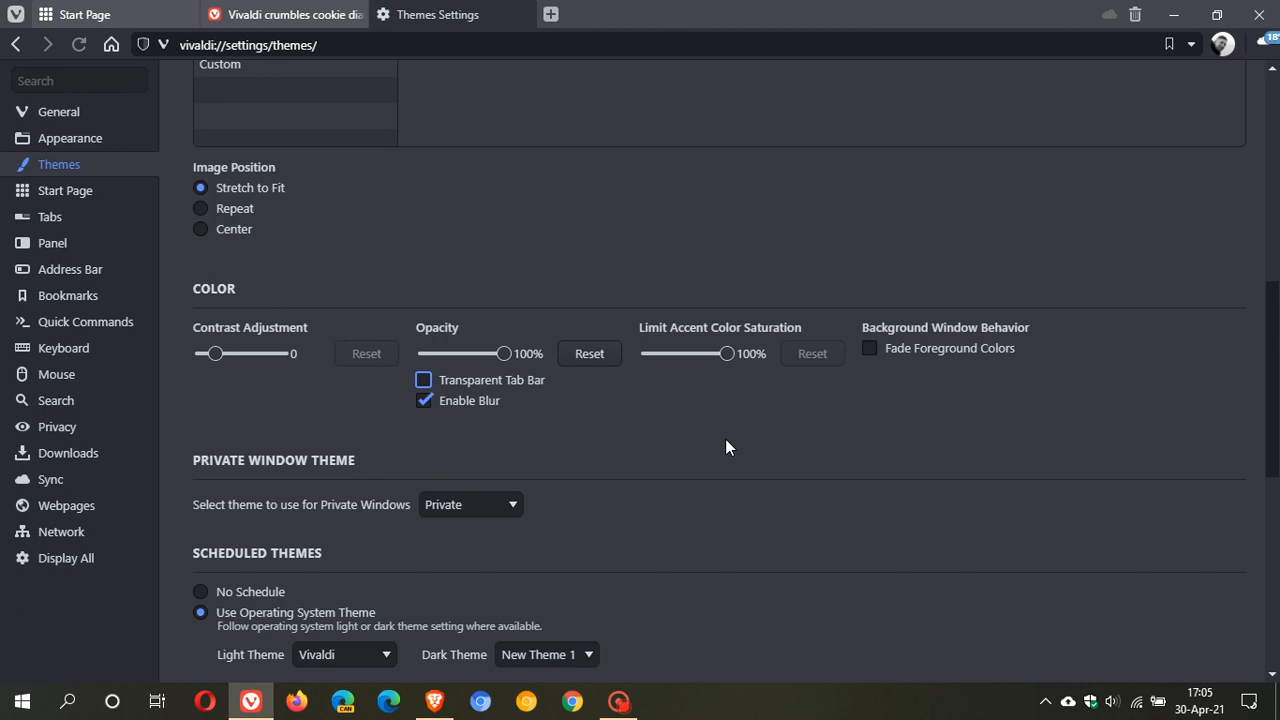 Start Page
Vivaldi crumbles cookie dia
Themes Settings
vivaldi://settings/themes/
18°
Search
General
Appearance
Themes
Start Page
Tabs
Panel
Address Bar
Bookmarks
Quick Commands
Keyboard
Mouse
Search
Privacy
Downloads
Sync
Webpages
Network
Display All
Custom
Image Position
Stretch to Fit
Repeat
Center
COLOR
Contrast Adjustment
0
Reset
Opacity
100%
Reset
Transparent Tab Bar
Enable Blur
Limit Accent Color Saturation
100%
Reset
Background Window Behavior
Fade Foreground Colors
PRIVATE WINDOW THEME
Select theme to use for Private Windows Private
SCHEDULED THEMES
No Schedule
Use Operating System Theme
Follow operating system light or dark theme setting where available.
Light Theme Vivaldi Dark Theme New Theme 1
CAN
17:05
30-Apr-21